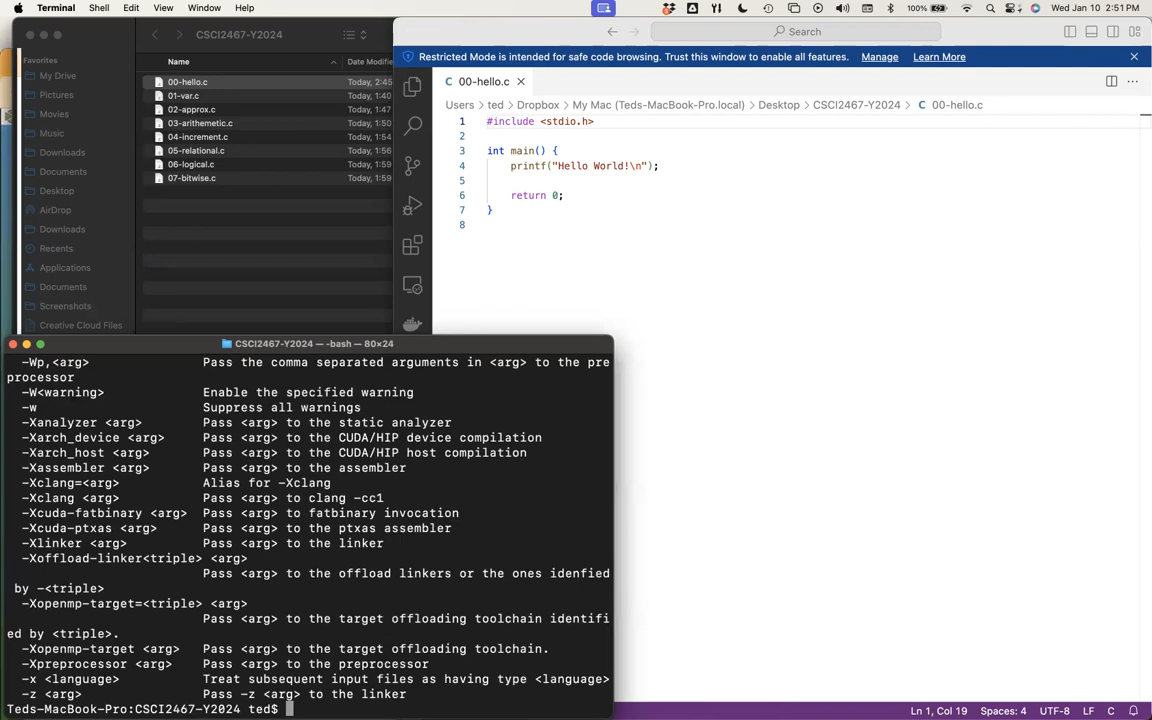 Terminal Shell Edit View Window Help
100% Wed Jan 10 2:51 PM
CSCI2467-Y2024
Favorites
My Drive
Pictures
Movies
Music
Downloads
Documents
Desktop
AirDrop
Downloads
Recents
Applications
Documents
Screenshots
Creative Cloud Files
Name Date Modifie
00-hello.c Today, 2:45
01-var.c Today, 1:40
02-approx.c Today, 1:52
03-arithemetic.c Today, 1:54
04-increment.c Today, 1:54
05-relational.c Today, 1:56
06-logical.c Today, 1:59
07-bitwise.c Today, 1:59
Search
Restricted Mode is intended for safe code browsing. Trust this window to enable all features. Manage Learn More
C 00-hello.c
Users > ted > Dropbox > My Mac (Teds-MacBook-Pro.local) > Desktop > CSCI2467-Y2024 > C 00-hello.c
1 #include <stdio.h>
2
3 int main() {
4 printf("Hello World!\n");
5
6 return 0;
7 }
8
CSCI2467-Y2024 — -bash — 80×24
-Wp,<arg> Pass the comma separated arguments in <arg> to the pre
processor
-W<warning> Enable the specified warning
-w Suppress all warnings
-Xanalyzer <arg> Pass <arg> to the static analyzer
-Xarch_device <arg> Pass <arg> to the CUDA/HIP device compilation
-Xarch_host <arg> Pass <arg> to the CUDA/HIP host compilation
-Xassembler <arg> Pass <arg> to the assembler
-Xclang=<arg> Alias for -Xclang
-Xclang <arg> Pass <arg> to clang -cc1
-Xcuda-fatbinary <arg> Pass <arg> to fatbinary invocation
-Xcuda-ptxas <arg> Pass <arg> to the ptxas assembler
-Xlinker <arg> Pass <arg> to the linker
-Xoffload-linker<triple> <arg>
Pass <arg> to the offload linkers or the ones idenfied
by -<triple>
-Xopenmp-target=<triple> <arg>
Pass <arg> to the target offloading toolchain identifi
ed by <triple>.
-Xopenmp-target <arg> Pass <arg> to the target offloading toolchain.
-Xpreprocessor <arg> Pass <arg> to the preprocessor
-x <language> Treat subsequent input files as having type <language>
-z <arg> Pass -z <arg> to the linker
Teds-MacBook-Pro:CSCI2467-Y2024 ted$
Ln 1, Col 19 Spaces: 4 UTF-8 LF C